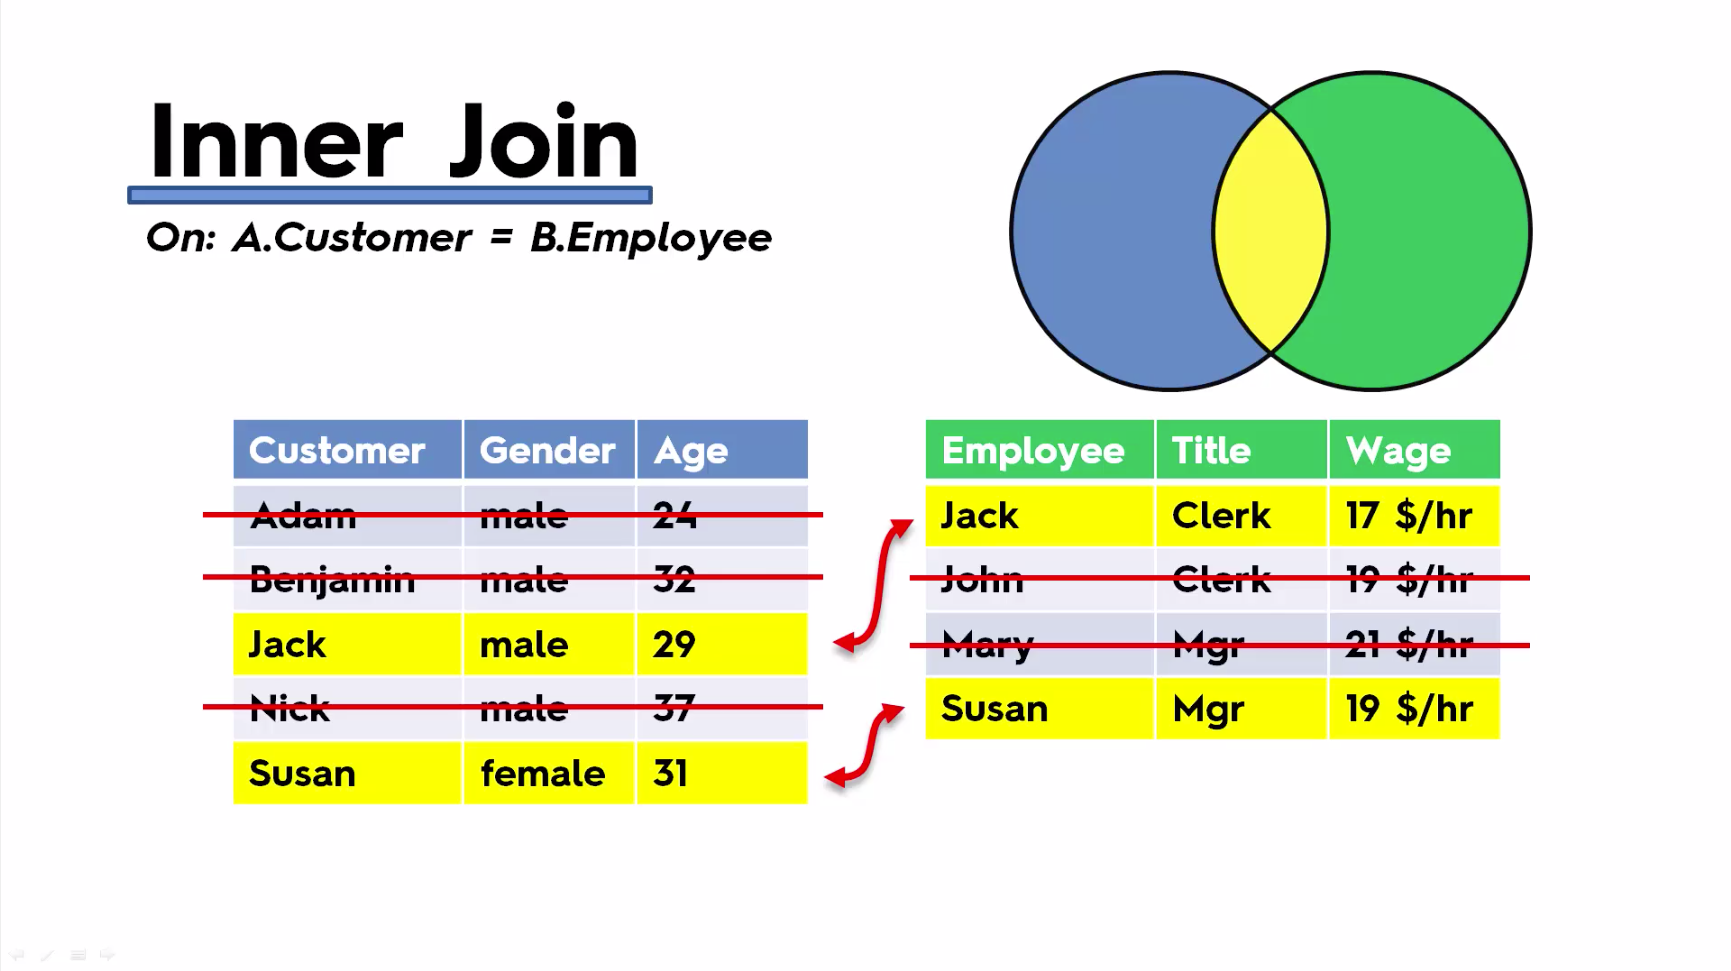 Inner Join
On: A.Customer = B.Employee
Customer Gender Age
Adam male 24
Benjamin male 32
Jack male 29
Nick male 37
Susan female 31
Employee Title Wage
Jack Clerk 17 $/hr
John Clerk 19 $/hr
Mary Mgr 21 $/hr
Susan Mgr 19 $/hr